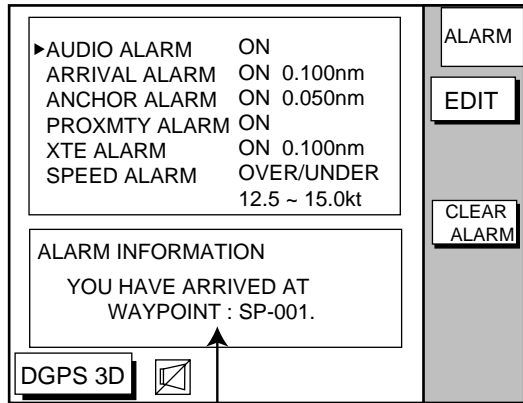 ▶AUDIO ALARM ON
ARRIVAL ALARM ON 0.100nm
ANCHOR ALARM ON 0.050nm
PROXMTY ALARM ON
XTE ALARM ON 0.100nm
SPEED ALARM OVER/UNDER
12.5 ~ 15.0kt
ALARM INFORMATION
YOU HAVE ARRIVED AT
WAYPOINT : SP-001.
DGPS 3D
ALARM
EDIT
CLEAR
ALARM